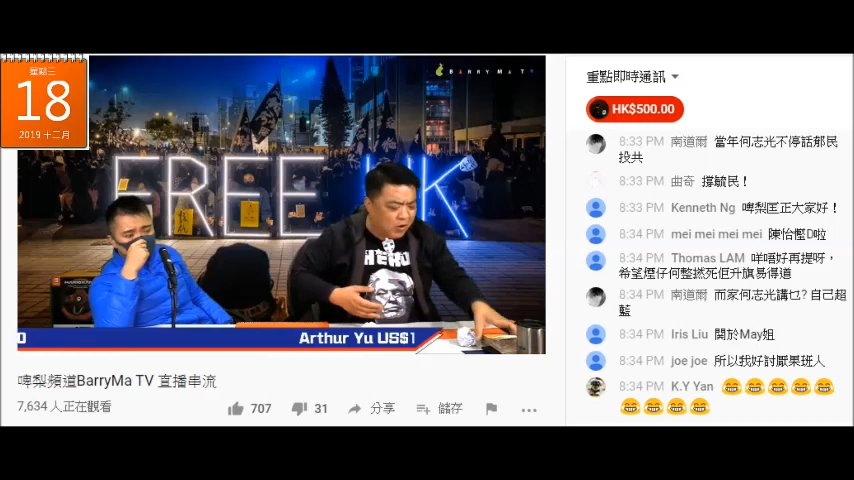 星期三
18
2019 十二月
BARRYMA TV
FREE HK
HERO
Arthur Yu US$1
啤梨頻道BarryMa TV 直播串流
7,634 人正在觀看
707
31
分享
儲存
重點即時通訊
HK$500.00
8:33 PM 南道爾 當年何志光不停話郁民
投共
8:33 PM 曲奇 撐毓民！
8:33 PM Kenneth Ng 啤梨匡正大家好！
8:34 PM mei mei mei mei 陳怡慳D啦
8:34 PM Thomas LAM 咩唔好再提呀，
希望煙仔何整撚死佢升旗易得道
8:34 PM 南道爾 而家何志光講乜? 自己超
藍
8:34 PM Iris Liu 關於May姐
8:34 PM joe joe 所以我好討厭果班人
8:34 PM K.Y Yan 😂😂😂😂😂
😂😂😂😂